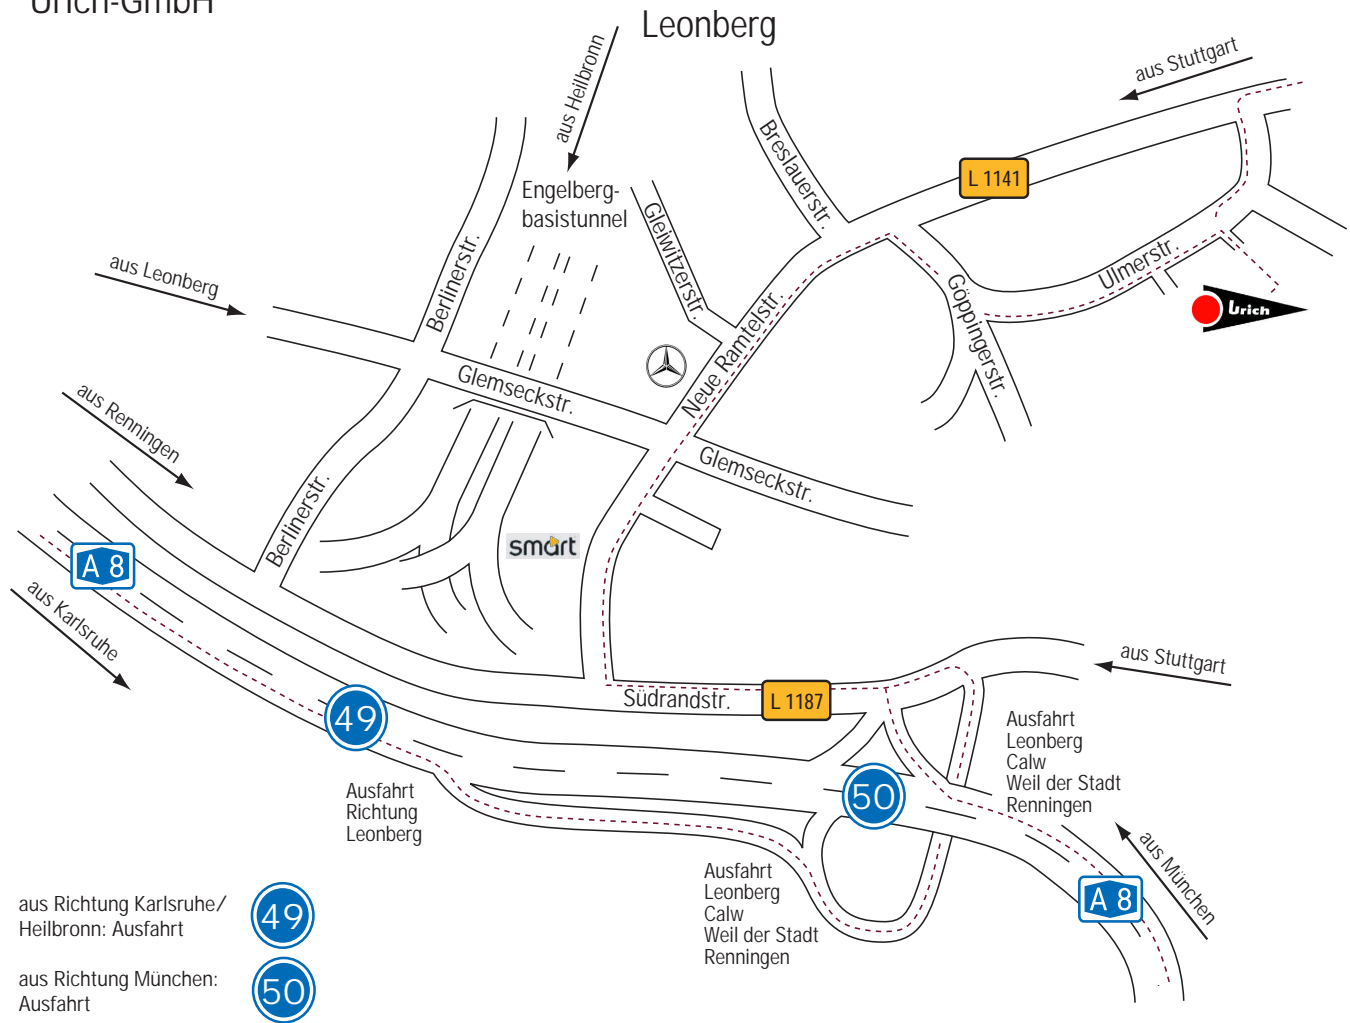 Urich-GmbH
Leonberg
aus Heilbronn
aus Stuttgart
Breslauerstr.
L 1141
Engelberg-
basistunnel
Gleiwitzerstr.
Berlinerstr.
aus Leonberg
Ulmerstr.
Göppingerstr.
Urich
Neue Ramtelstr.
Glemseckstr.
aus Renningen
Glemseckstr.
Berlinerstr.
smart
A 8
aus Karlsruhe
aus Stuttgart
Südrandstr.
L 1187
49
Ausfahrt
Leonberg
Calw
Weil der Stadt
Renningen
50
Ausfahrt
Richtung
Leonberg
aus München
A 8
Ausfahrt
Leonberg
Calw
Weil der Stadt
Renningen
aus Richtung Karlsruhe/
Heilbronn: Ausfahrt
49
aus Richtung München:
Ausfahrt
50